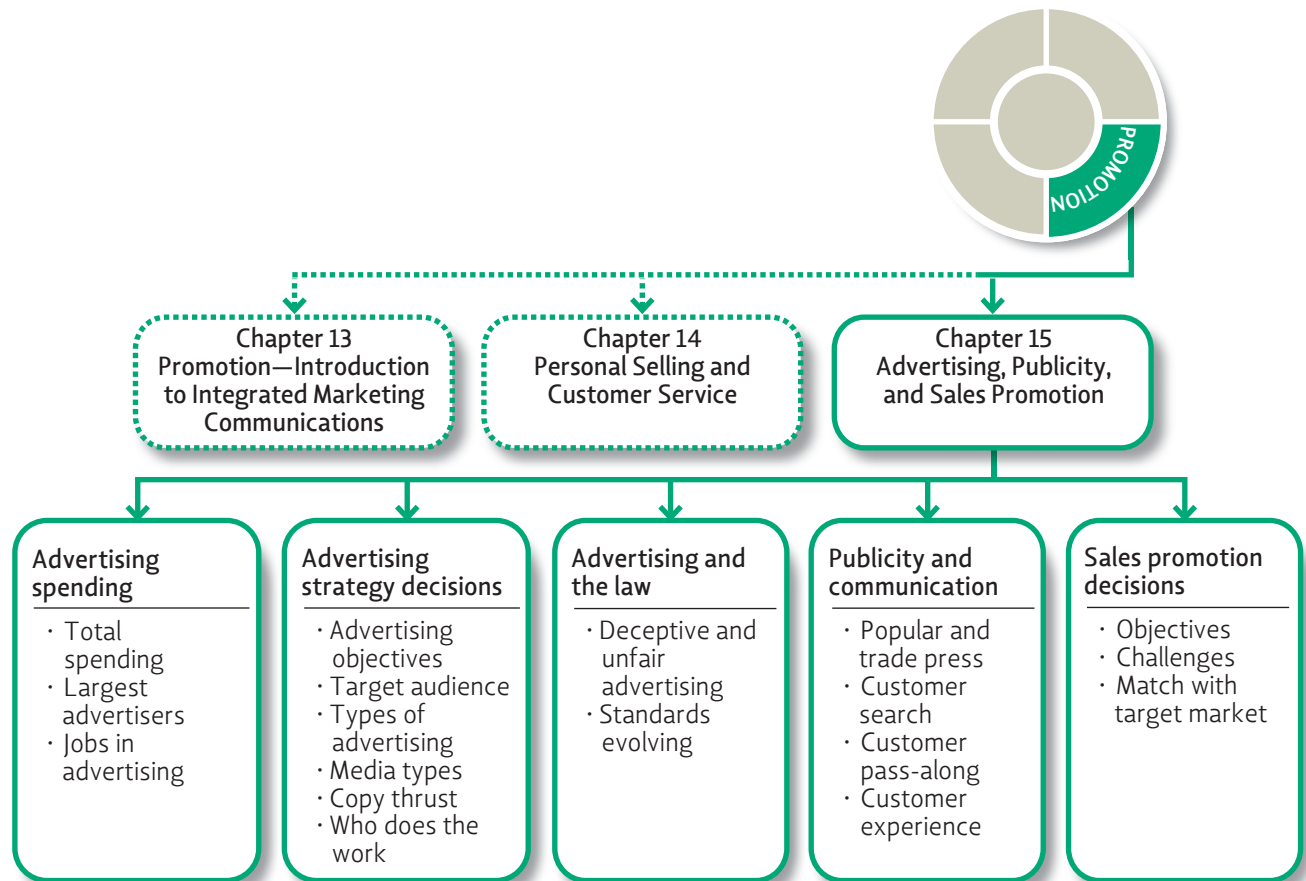 PROMOTION
Chapter 13
Promotion—Introduction
to Integrated Marketing
Communications
Chapter 14
Personal Selling and
Customer Service
Chapter 15
Advertising, Publicity,
and Sales Promotion
Advertising
spending
· Total
spending
· Largest
advertisers
· Jobs in
advertising
Advertising
strategy decisions
· Advertising
objectives
· Target audience
· Types of
advertising
· Media types
· Copy thrust
· Who does the
work
Advertising and
the law
· Deceptive and
unfair
advertising
· Standards
evolving
Publicity and
communication
· Popular and
trade press
· Customer
search
· Customer
pass-along
· Customer
experience
Sales promotion
decisions
· Objectives
· Challenges
· Match with
target market